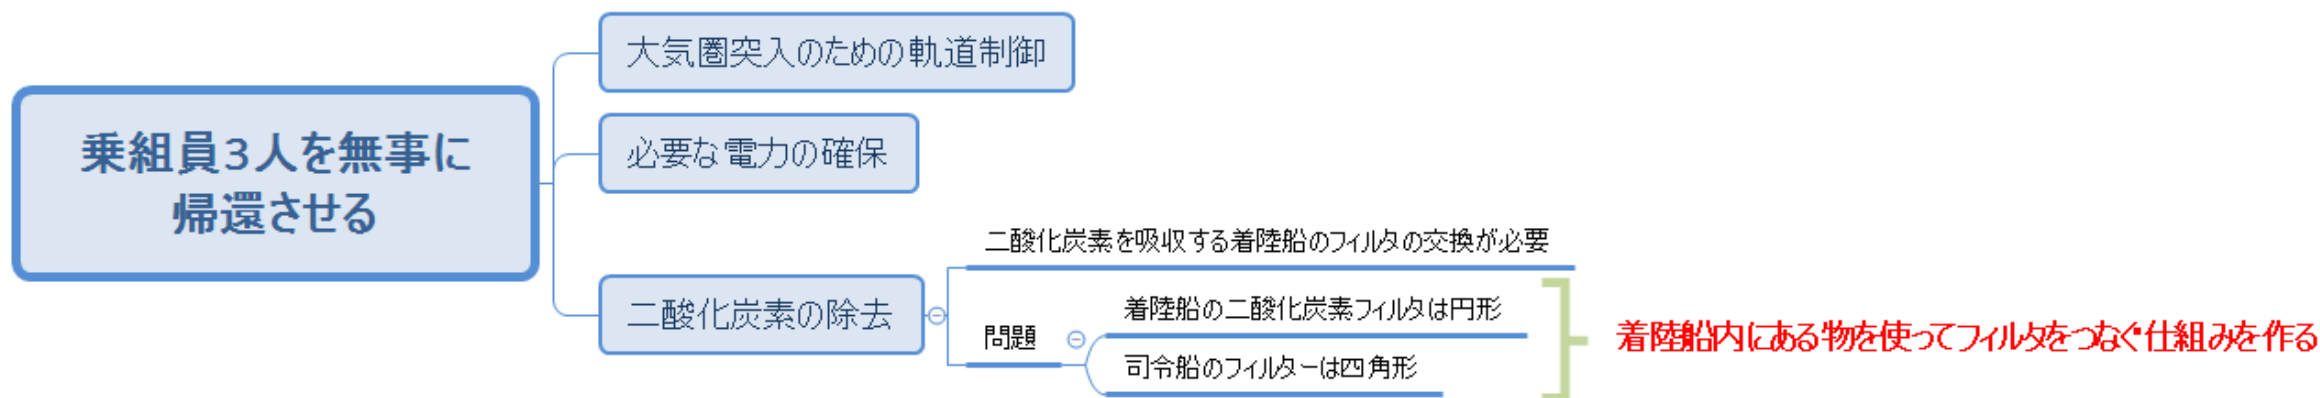 乗組員3人を無事に
帰還させる
大気圏突入のための軌道制御
必要な電力の確保
二酸化炭素の除去
二酸化炭素を吸収する着陸船のフィルタの交換が必要
問題
着陸船の二酸化炭素フィルタは円形
司令船のフィルターは四角形
着陸船内にある物を使ってフィルタをつなぐ仕組みを作る